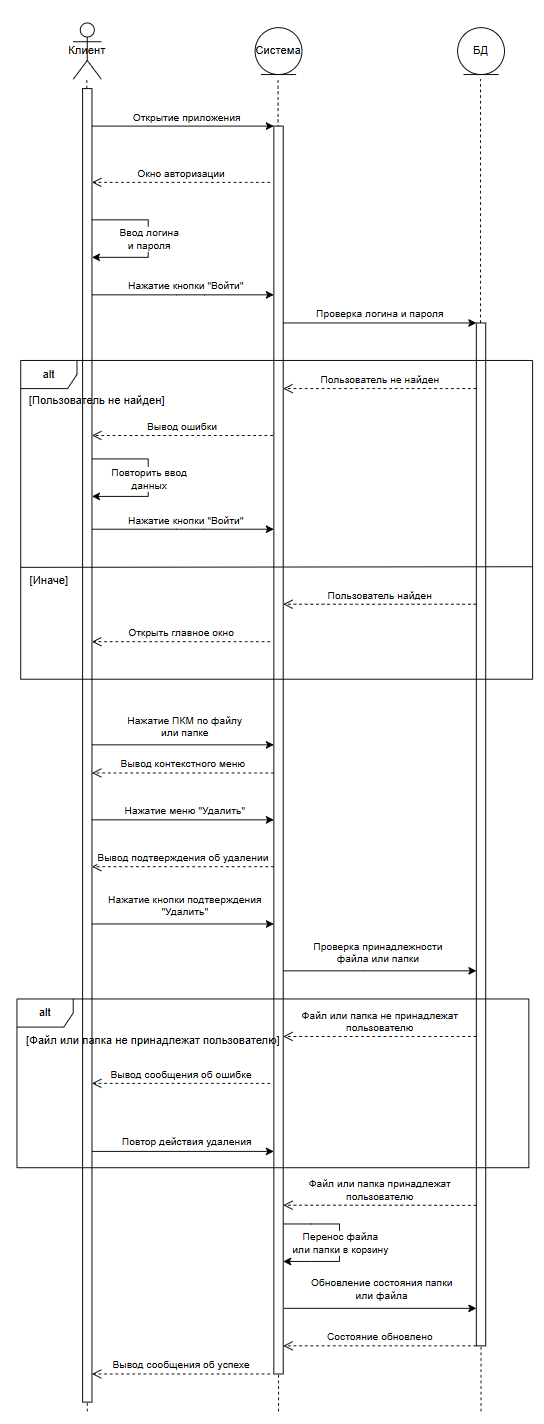 Клиент
Система
БД
Открытие приложения
Окно авторизации
Ввод логина
и пароля
Нажатие кнопки "Войти"
Проверка логина и пароля
alt
Пользователь не найден
[Пользователь не найден]
Вывод ошибки
Повторить ввод
данных
Нажатие кнопки "Войти"
[Иначе]
Пользователь найден
Открыть главное окно
Нажатие ПКМ по файлу
или папке
Вывод контекстного меню
Нажатие меню "Удалить"
Вывод подтверждения об удалении
Нажатие кнопки подтверждения
"Удалить"
Проверка принадлежности
файла или папки
alt
Файл или папка не принадлежат
пользователю
[Файл или папка не принадлежат пользователю]
Вывод сообщения об ошибке
Повтор действия удаления
Файл или папка принадлежат
пользователю
Перенос файла
или папки в корзину
Обновление состояния папки
или файла
Состояние обновлено
Вывод сообщения об успехе